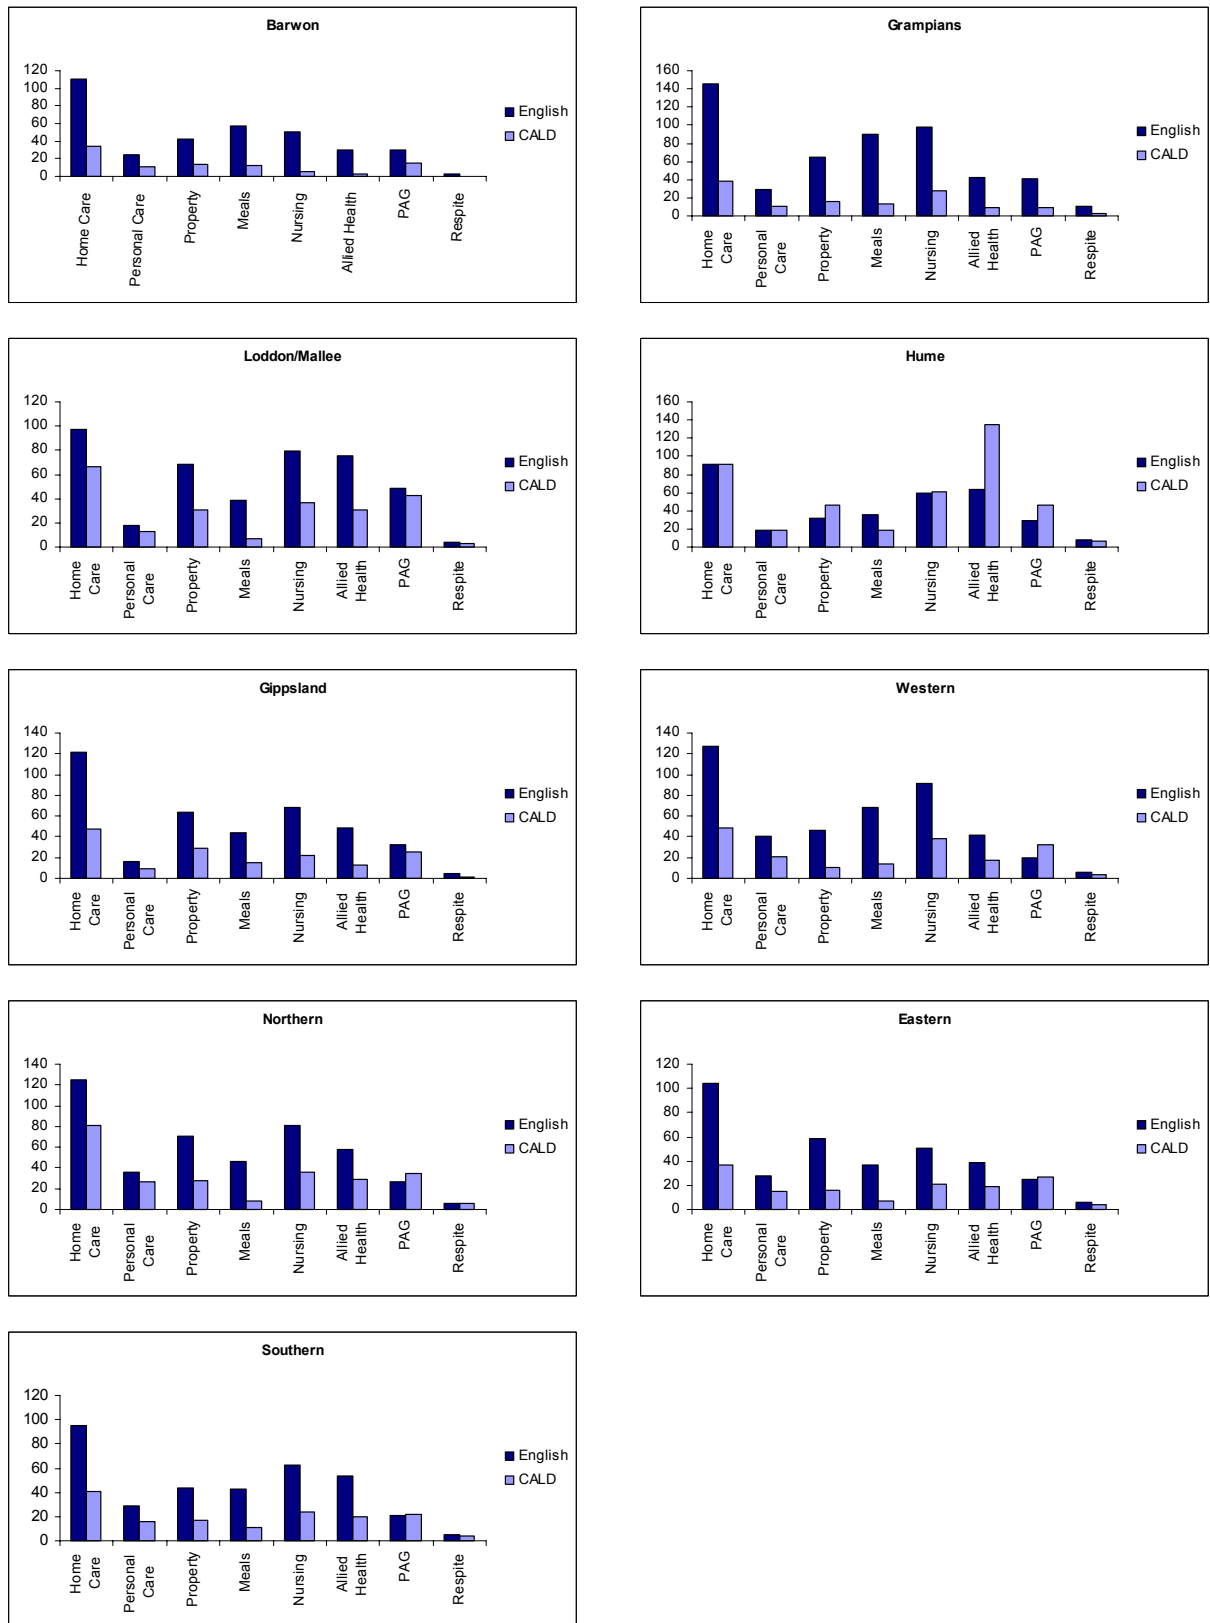 Barwon
120
100
80
60
40
20
0
Home Care
Personal Care
Property
Meals
Nursing
Allied Health
PAG
Respite
English
CALD
Grampians
160
140
120
100
80
60
40
20
0
Home
Care
Personal
Care
Property
Meals
Nursing
Allied
Health
PAG
Respite
English
CALD
Loddon/Mallee
120
100
80
60
40
20
0
Home
Care
Personal
Care
Property
Meals
Nursing
Allied
Health
PAG
Respite
English
CALD
Hume
160
140
120
100
80
60
40
20
0
Home
Care
Personal
Care
Property
Meals
Nursing
Allied
Health
PAG
Respite
English
CALD
Gippsland
140
120
100
80
60
40
20
0
Home
Care
Personal
Care
Property
Meals
Nursing
Allied
Health
PAG
Respite
English
CALD
Western
140
120
100
80
60
40
20
0
Home
Care
Personal
Care
Property
Meals
Nursing
Allied
Health
PAG
Respite
English
CALD
Northern
140
120
100
80
60
40
20
0
Home
Care
Personal
Care
Property
Meals
Nursing
Allied
Health
PAG
Respite
English
CALD
Eastern
120
100
80
60
40
20
0
Home
Care
Personal
Care
Property
Meals
Nursing
Allied
Health
PAG
Respite
English
CALD
Southern
120
100
80
60
40
20
0
Home
Care
Personal
Care
Property
Meals
Nursing
Allied
Health
PAG
Respite
English
CALD